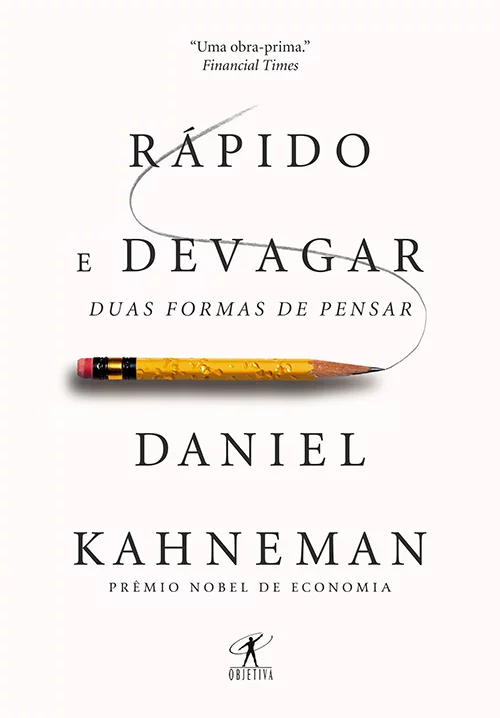 “Uma obra-prima.”
Financial Times
RÁPIDO
E DEVAGAR
DUAS FORMAS DE PENSAR
DANIEL
KAHNEMAN
PRÊMIO NOBEL DE ECONOMIA
OBJETIVA